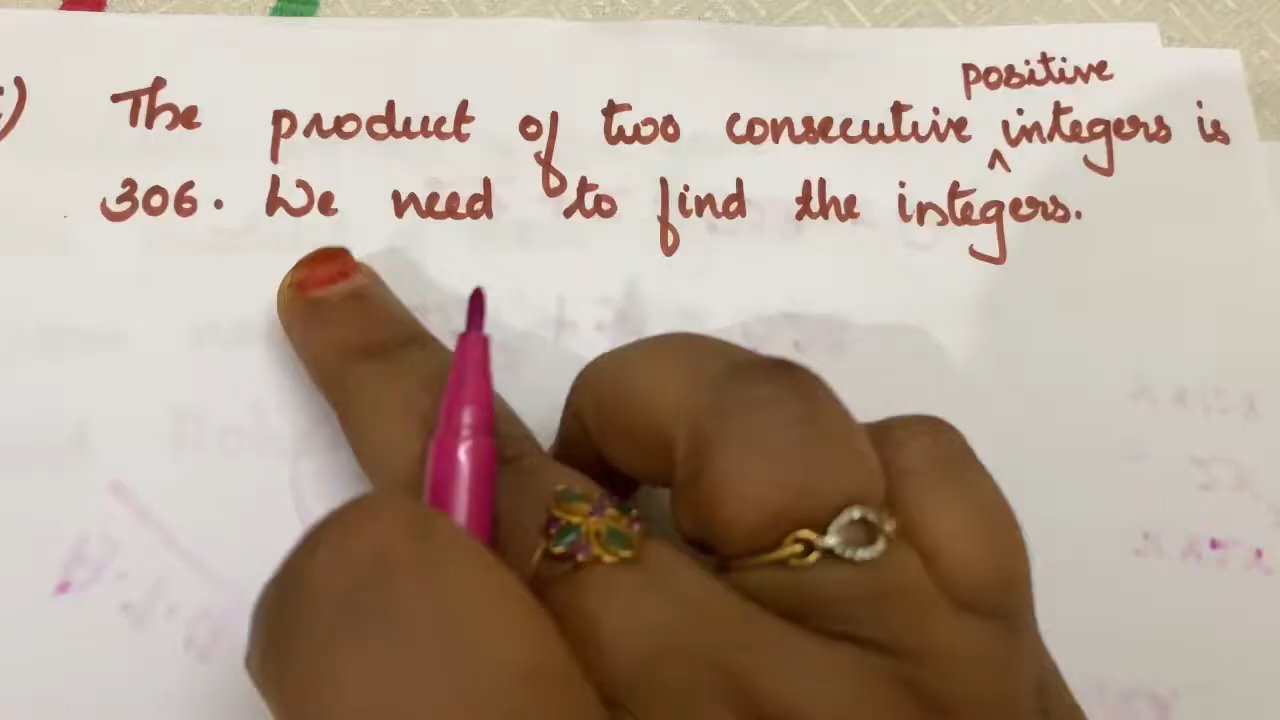 The product of two consecutive positive integers is
306. We need to find the integers.